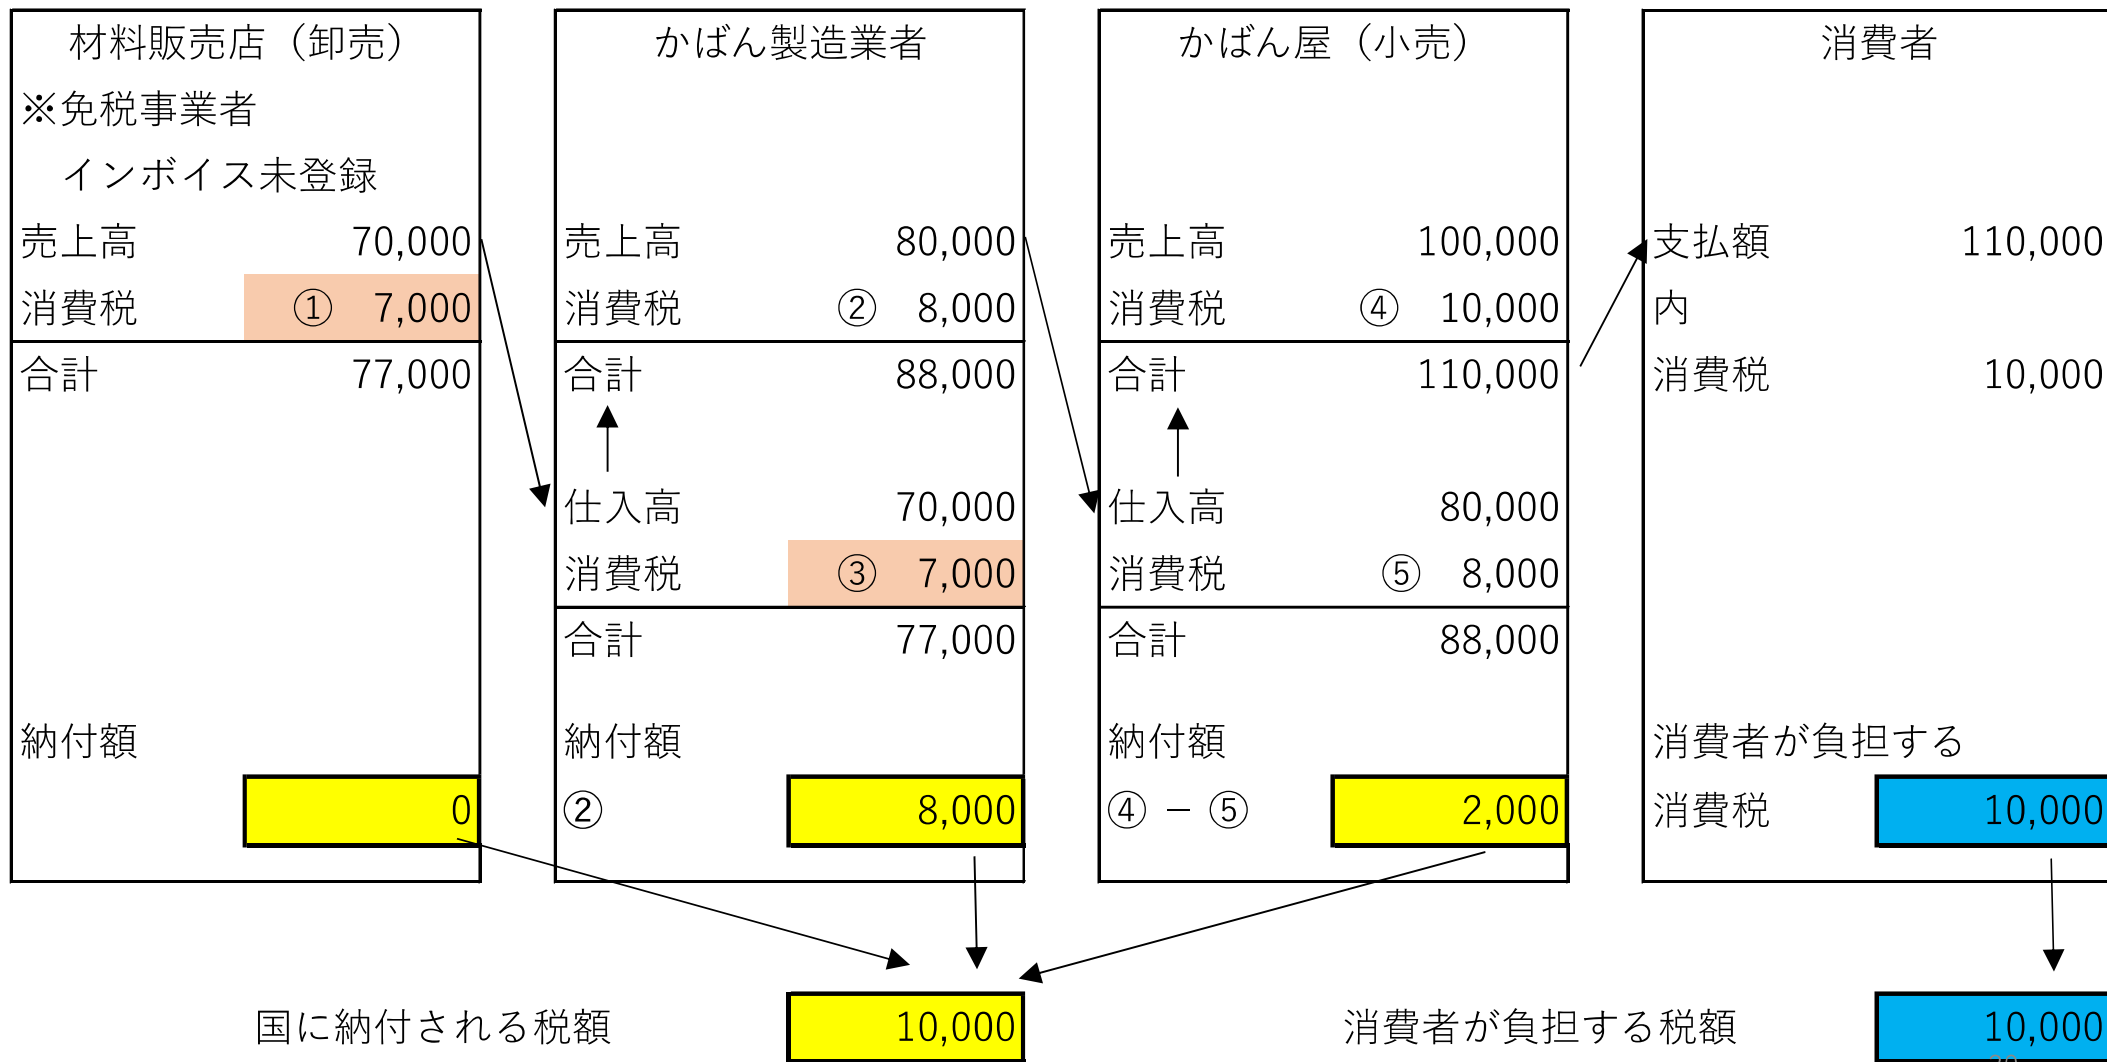 材料販売店（卸売）
※免税事業者
インボイス未登録
売上高 70,000
消費税 ① 7,000
合計 77,000
納付額
0
かばん製造業者
売上高 80,000
消費税 ② 8,000
合計 88,000
仕入高 70,000
消費税 ③ 7,000
合計 77,000
納付額
② 8,000
かばん屋（小売）
売上高 100,000
消費税 ④ 10,000
合計 110,000
仕入高 80,000
消費税 ⑤ 8,000
合計 88,000
納付額
④ － ⑤ 2,000
消費者
支払額 110,000
内
消費税 10,000
消費者が負担する
消費税 10,000
国に納付される税額 10,000
消費者が負担する税額 10,000